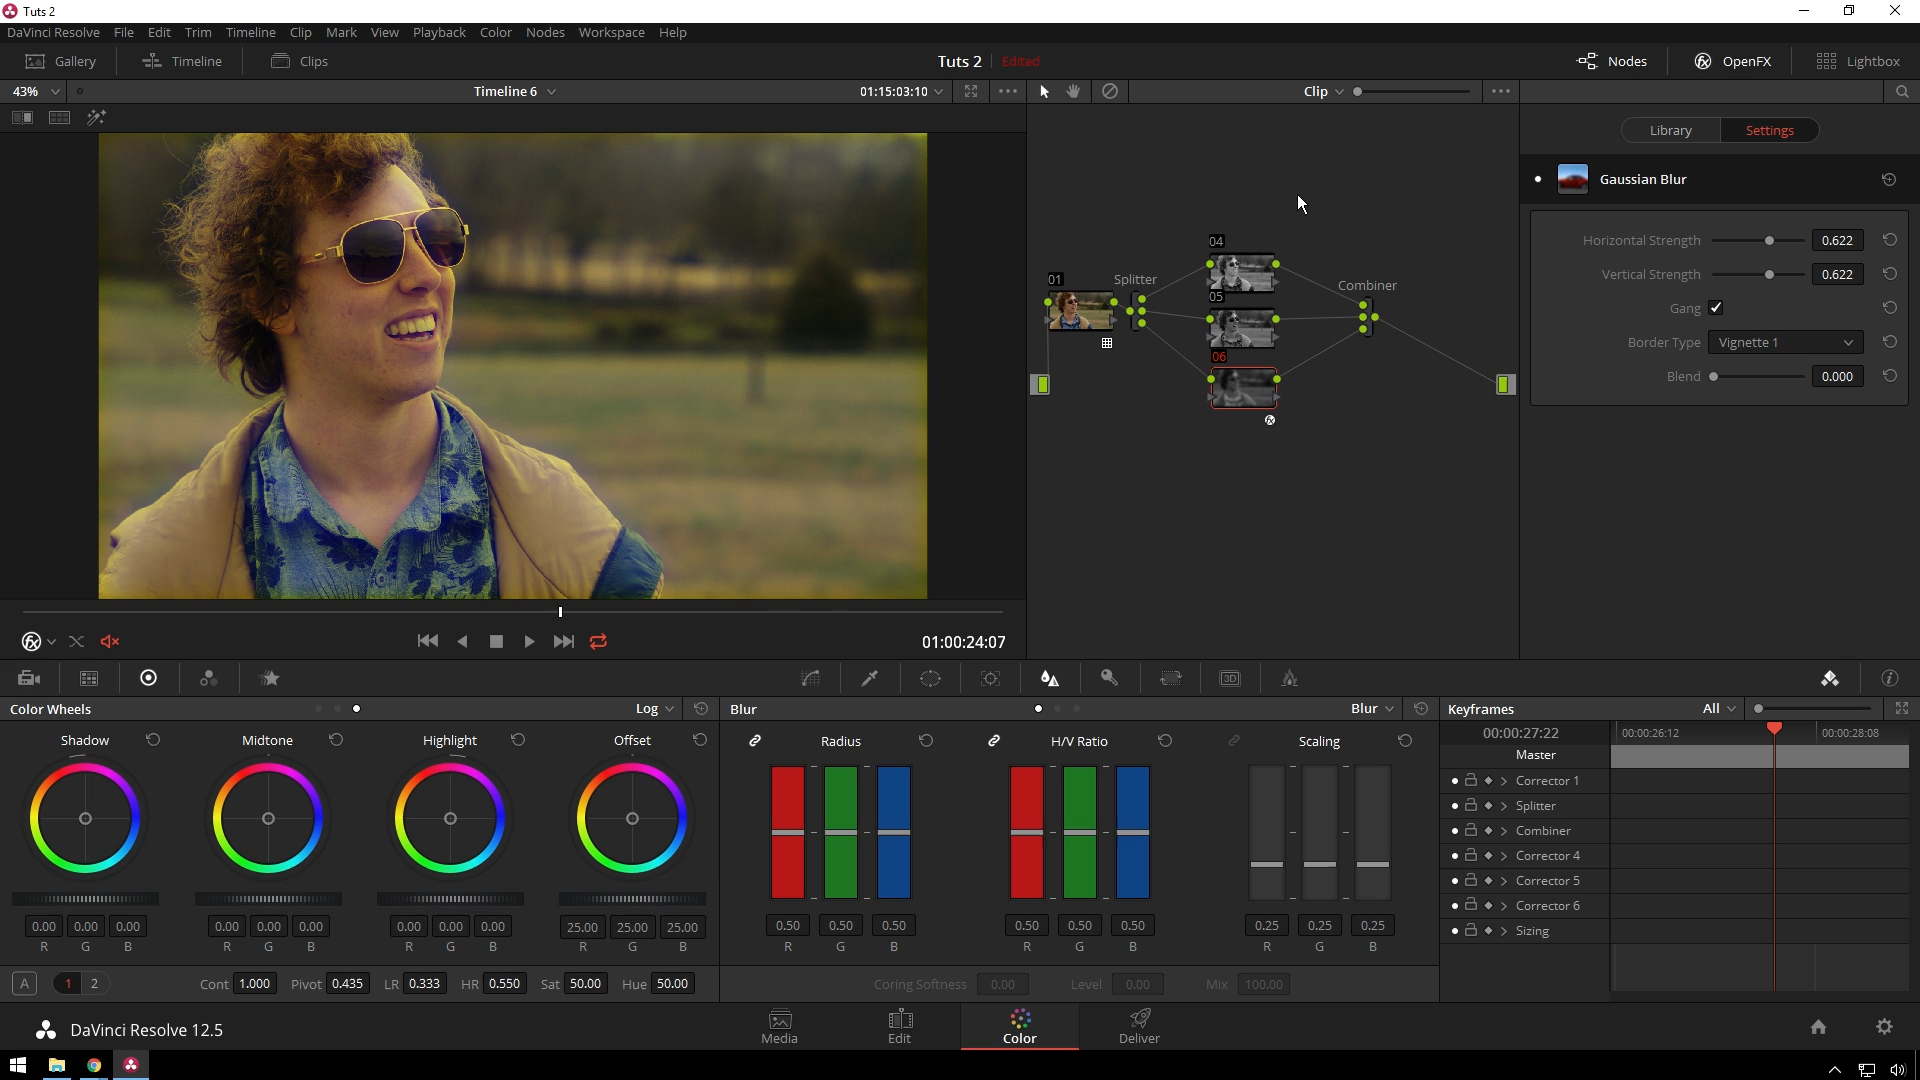 Tuts 2
DaVinci Resolve File Edit Trim Timeline Clip Mark View Playback Color Nodes Workspace Help
Gallery Timeline Clips Tuts 2 Edited Nodes OpenFX Lightbox
43% Timeline 6 01:15:03:10 Clip
Library Settings
Gaussian Blur
Horizontal Strength 0.622
Vertical Strength 0.622
Gang
Border Type Vignette 1
Blend 0.000
04
01 Splitter
Combiner
05
06
01:00:24:07
3D
Color Wheels Log Blur Blur Keyframes All
Shadow Midtone Highlight Offset Radius H/V Ratio Scaling
00:00:27:22 00:00:26:12 00:00:28:08
Master
Corrector 1
Splitter
Combiner
Corrector 4
Corrector 5
Corrector 6
Sizing
0.00 0.00 0.00 0.00 0.00 0.00 0.00 0.00 0.00 25.00 25.00 25.00 0.50 0.50 0.50 0.50 0.50 0.50 0.25 0.25 0.25
R G B R G B R G B R G B R G B R G B R G B
A 1 2 Cont 1.000 Pivot 0.435 LR 0.333 HR 0.550 Sat 50.00 Hue 50.00 Coring Softness 0.00 Level 0.00 Mix 100.00
DaVinci Resolve 12.5 Media Edit Color Deliver